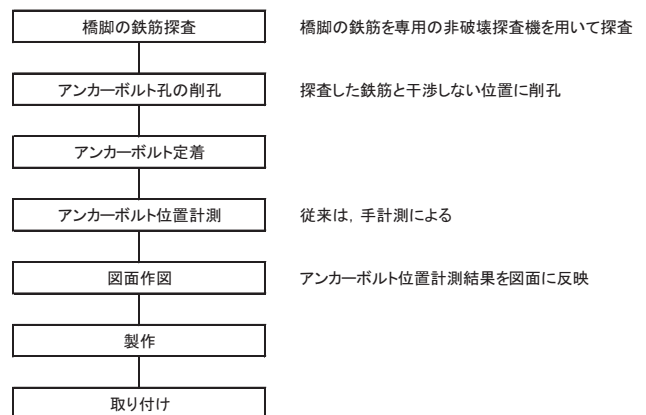 橋脚の鉄筋探査 橋脚の鉄筋を専用の非破壊探査機を用いて探査
アンカーボルト孔の削孔 探査した鉄筋と干渉しない位置に削孔
アンカーボルト定着
アンカーボルト位置計測 従来は，手計測による
図面作図 アンカーボルト位置計測結果を図面に反映
製作
取り付け